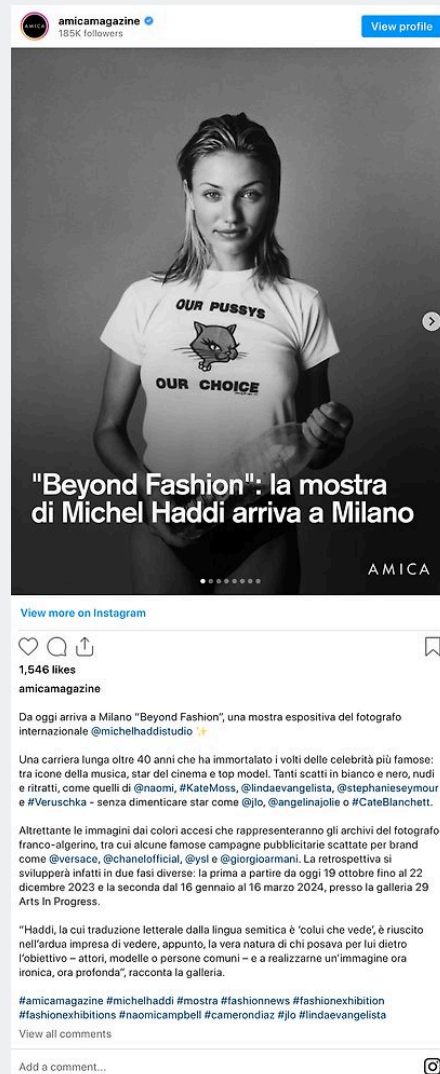 AMICA
amicamagazine
185K followers
View profile
OUR PUSSYS
OUR CHOICE
"Beyond Fashion": la mostra
di Michel Haddi arriva a Milano
AMICA
View more on Instagram
1,546 likes
amicamagazine
Da oggi arriva a Milano “Beyond Fashion”, una mostra espositiva del fotografo
internazionale @michelhaddistudio ✨
Una carriera lunga oltre 40 anni che ha immortalato i volti delle celebrità più famose:
tra icone della musica, star del cinema e top model. Tanti scatti in bianco e nero, nudi
e ritratti, come quelli di @naomi, #KateMoss, @lindaevangelista, @stephanieseymour
e #Veruschka - senza dimenticare star come @jlo, @angelinajolie o #CateBlanchett.
Altrettante le immagini dai colori accesi che rappresenteranno gli archivi del fotografo
franco-algerino, tra cui alcune famose campagne pubblicitarie scattate per brand
come @versace, @chanelofficial, @ysl e @giorgioarmani. La retrospettiva si
svilupperà infatti in due fasi diverse: la prima a partire da oggi 19 ottobre fino al 22
dicembre 2023 e la seconda dal 16 gennaio al 16 marzo 2024, presso la galleria 29
Arts In Progress.
“Haddi, la cui traduzione letterale dalla lingua semitica è ‘colui che vede’, è riuscito
nell’ardua impresa di vedere, appunto, la vera natura di chi posava per lui dietro
l’obiettivo – attori, modelle o persone comuni – e a realizzarne un’immagine ora
ironica, ora profonda”, racconta la galleria.
#amicamagazine #michelhaddi #mostra #fashionnews #fashionexhibition
#fashionexhibitions #naomicampbell #camerondiaz #jlo #lindaevangelista
View all comments
Add a comment...